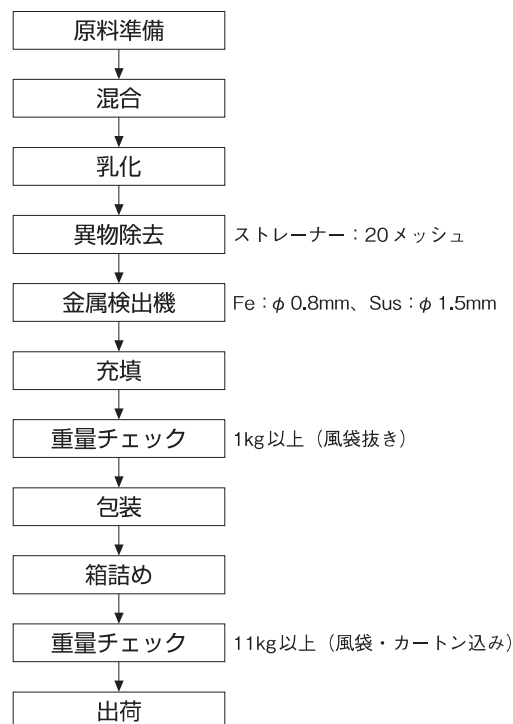 原料準備
混合
乳化
異物除去 ストレーナー：20メッシュ
金属検出機 Fe：φ0.8mm、Sus：φ1.5mm
充填
重量チェック 1kg以上（風袋抜き）
包装
箱詰め
重量チェック 11kg以上（風袋・カートン込み）
出荷